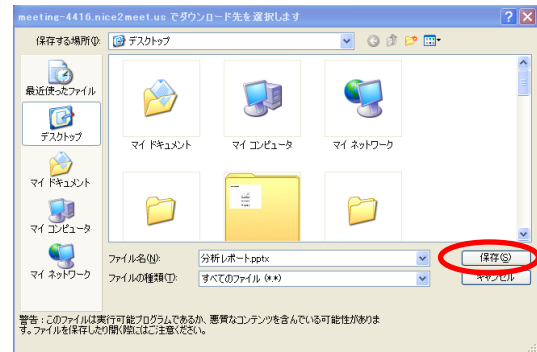 meeting-4416.nice2meet.us でダウンロード先を選択します
保存する場所(I):
デスクトップ
最近使ったファイル
デスクトップ
マイ ドキュメント
マイ コンピュータ
マイ ネットワーク
マイ ドキュメント
マイ コンピュータ
マイ ネットワーク
ファイル名(N):
分析レポート.pptx
保存(S)
ファイルの種類(T):
すべてのファイル (*.*)
キャンセル
警告 : このファイルは実行可能プログラムであるか、悪質なコンテンツを含んでいる可能性がありま
す。ファイルを保存したり開く際にはご注意ください。